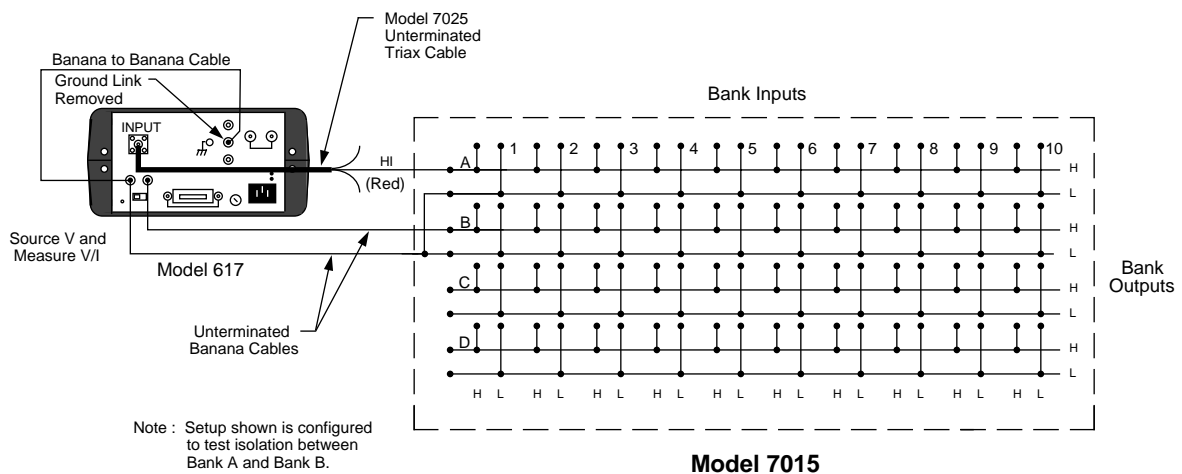 Model 7025
Unterminated
Triax Cable
Banana to Banana Cable
Ground Link
Removed
INPUT
HI
(Red)
Source V and
Measure V/I
Model 617
Unterminated
Banana Cables
Note : Setup shown is configured
to test isolation between
Bank A and Bank B.
Bank Inputs
1 2 3 4 5 6 7 8 9 10
A H
L
B H
L
C H
L
D H
L
H L H L H L H L H L H L H L H L H L H L
Bank
Outputs
Model 7015